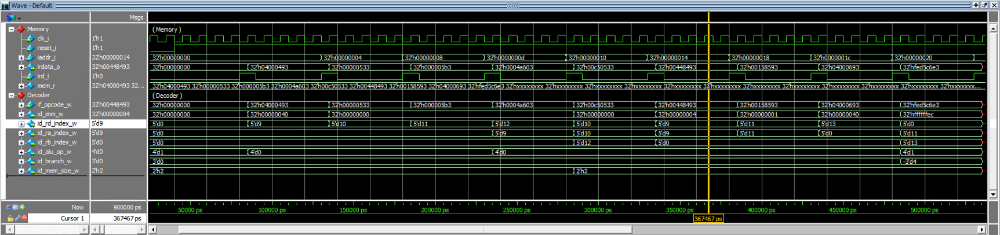 Wave - Default
Msgs
Memory
(Memory)
clk_i 1'h1
reset_i 1'h1
iaddr_i 32'h00000014 32'h00000000 32'h00000004 32'h00000008 32'h0000000d 32'h00000010 32'h00000014 32'h00000018 32'h0000001c 32'h00000020
irdata_o 32'h00448493 32'h00000000 32'h04000493 32'h00000533 32'h000005b3 32'h0004a603 32'h00c50533 32'h00448493 32'h00158593 32'h04000693 32'hfed5c6e3
ird_i 1'h0
mem_r 32'h04000493 32'... 32'h04000493 32'h00000533 32'h000005b3 32'h0004a603 32'h00c50533 32'h00448493 32'h00158593 32'h04000693 32'hfed5c6e3 32'hxxxxxxxx 32'hxxxxxxxx 32'hxxxxxxxx 32'hxxxxxxxx 32'hxxxxxxxx 32'hxxxxxxxx 32'hxxxxxxxx 32'hxxxxxxxx 32'hxxxxxxxx 32'hxxxxxxxx 32'hxxxxxxxx 32'hxxxxxxx...
Decoder
(Decoder)
if_opcode_w 32'h00448493 32'h00000000 32'h04000493 32'h00000533 32'h000005b3 32'h0004a603 32'h00c50533 32'h00448493 32'h00158593 32'h04000693 32'hfed5c6e3
id_imm_w 32'h00000004 32'h00000000 32'h00000040 32'h00000000 32'h00000000 32'h00000004 32'h00000001 32'h00000040 32'hffffffec
id_rd_index_w 5'd9 5'd0 5'd9 5'd10 5'd11 5'd12 5'd10 5'd9 5'd11 5'd13 5'd0
id_ra_index_w 5'd9 5'd0 5'd9 5'd10 5'd9 5'd11 5'd0 5'd11
id_rb_index_w 5'd0 5'd0 5'd12 5'd0 5'd13
id_alu_op_w 4'd0 4'd1 4'd0 4'd0 4'd1
id_branch_w 3'd0 3'd0 -3'd4
id_mem_size_w 2'h2 2'h2 2'h2
Now 900000 ps 50000 ps 100000 ps 150000 ps 200000 ps 250000 ps 300000 ps 350000 ps 400000 ps 450000 ps 500000 ps
Cursor 1 367467 ps 367467 ps